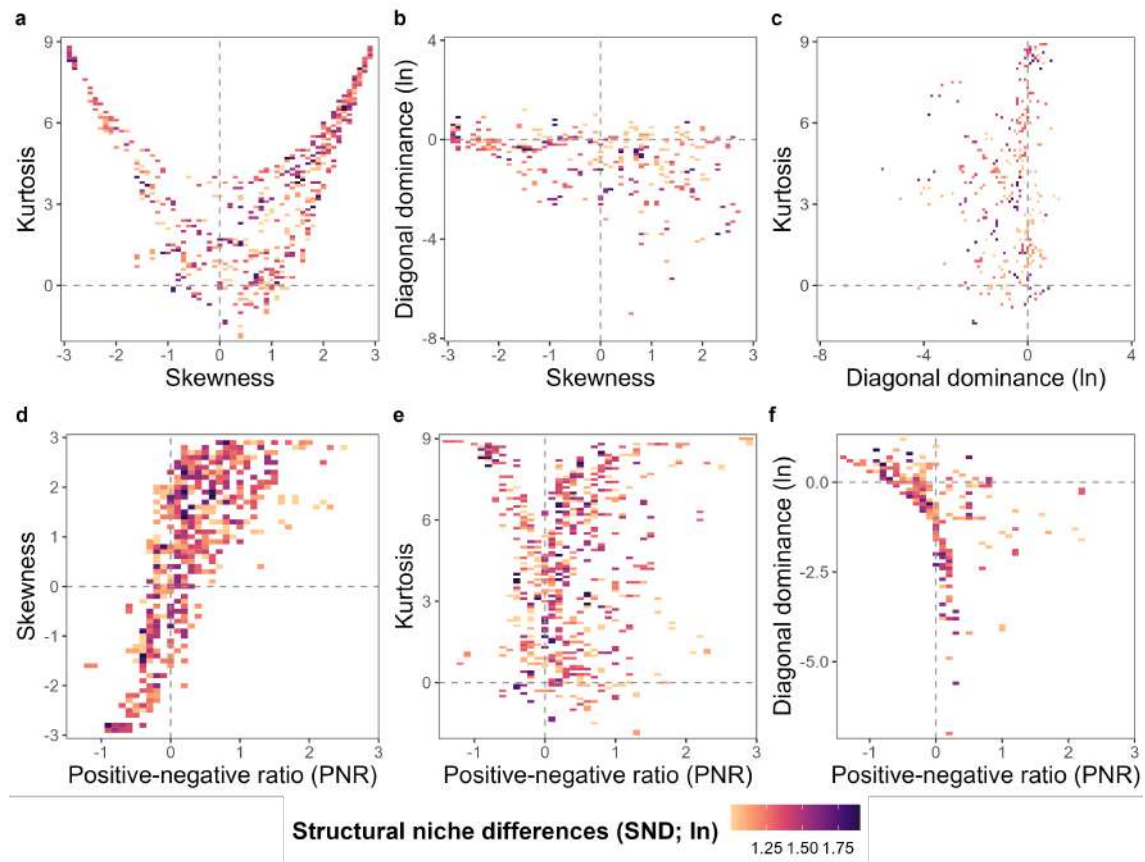 a
b
c
9
6
3
0
Kurtosis
-3 -2 -1 0 1 2 3
Skewness
4
0
-4
-8
Diagonal dominance (ln)
-3 -2 -1 0 1 2 3
Skewness
9
6
3
0
Kurtosis
-8 -4 0 4
Diagonal dominance (ln)
d
e
f
3
2
1
0
-1
-2
-3
Skewness
-1 0 1 2 3
Positive-negative ratio (PNR)
9
6
3
0
Kurtosis
-1 0 1 2 3
Positive-negative ratio (PNR)
0.0
-2.5
-5.0
Diagonal dominance (ln)
-1 0 1 2 3
Positive-negative ratio (PNR)
Structural niche differences (SND; ln)
1.25 1.50 1.75